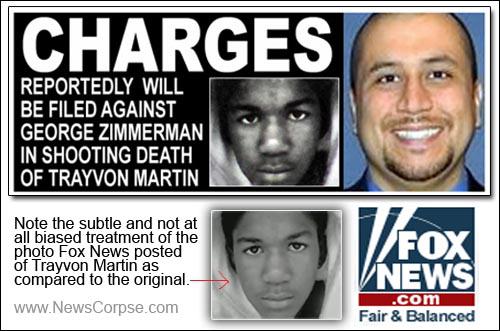 CHARGES
REPORTEDLY WILL
BE FILED AGAINST
GEORGE ZIMMERMAN
IN SHOOTING DEATH
OF TRAYVON MARTIN
Note the subtle and not at
all biased treatment of the
photo Fox News posted
of Trayvon Martin as
compared to the original.
www.NewsCorpse.com
FOX
NEWS
.com
Fair & Balanced